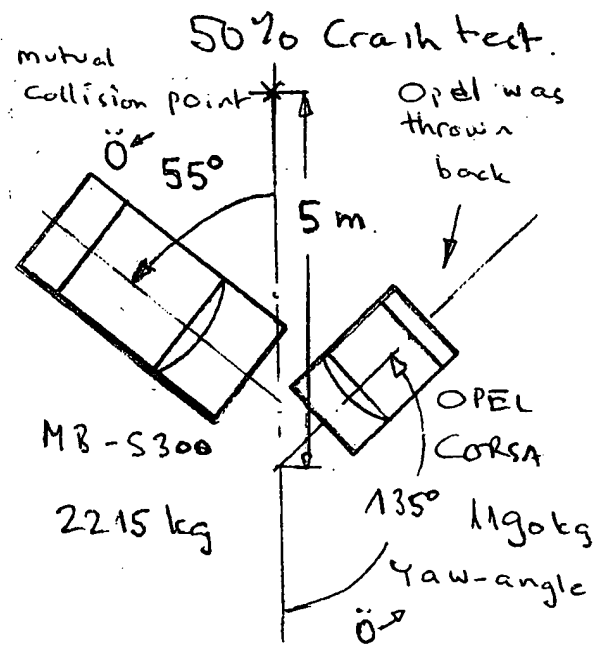 50% Crash test.
mutual
Collision point
Opel was
thrown
back
Ö
55°
5 m.
MB-S300
2215 kg
OPEL
CORSA
135°
1190 kg
Yaw-angle
Ö